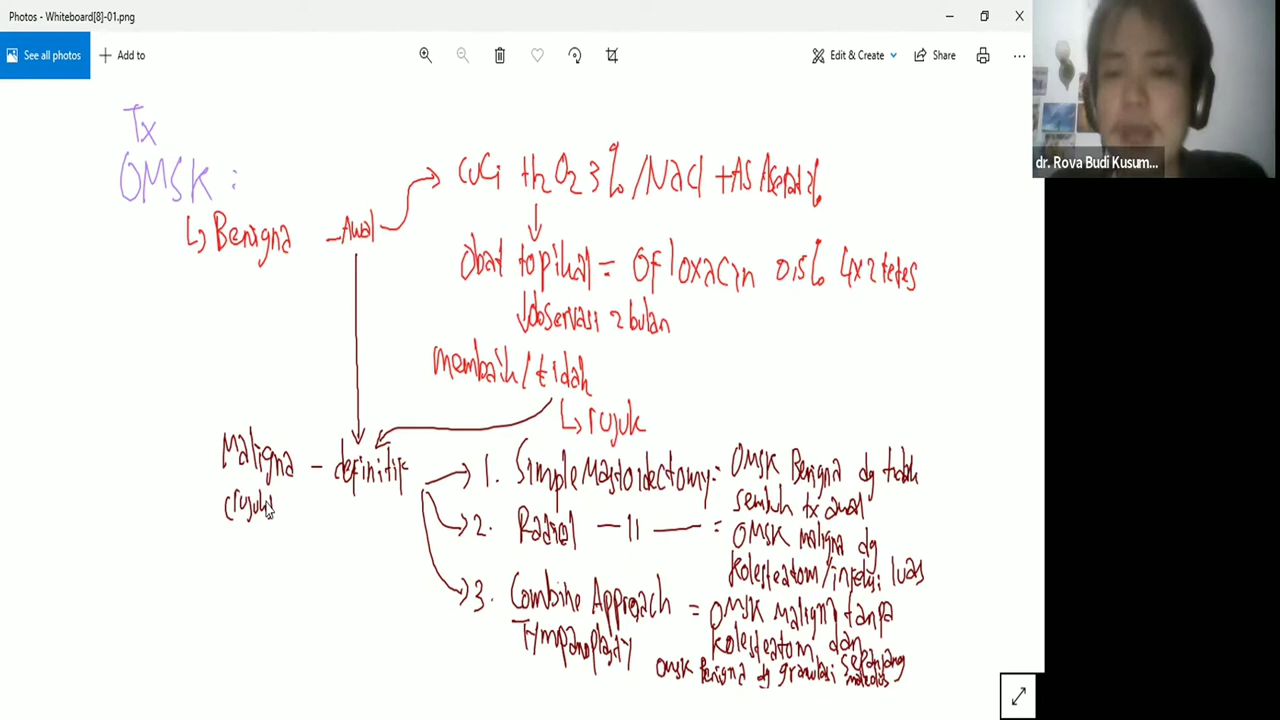 Photos - Whiteboard[8]-01.png
See all photos
Add to
Edit & Create
Share
dr. Rova Budi Kusum...
Tx
OMSK :
Benigna - Awal
cuci H2O2 3% /NaCl + As Asetat 2%
Obat topikal = Ofloxacin 0,5% 4x2 tetes
observasi 2 bulan
membaik/tidak
rujuk
Maligna - definitif
(rujuk
1. Simple Mastoidectomy = OMSK Benigna dg tidak
sembuh tx awal
2. Radical - 11 - = OMSK maligna dg
kolesteatom/infeksi luas
3. Combine Approach = OMSK maligna tanpa
Tympanoplasty kolesteatom dan
OMSK Benigna dg granulasi sepanjang